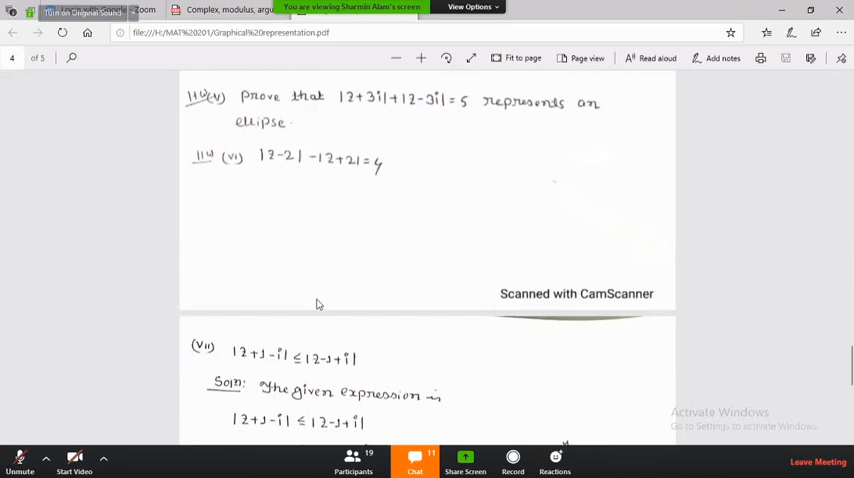 Zoom
Complex, modulus, argu
You are viewing Sharmin Alam's screen
View Options
Turn on Original Sound
file:///H:/MAT%20201/Graphical%20representation.pdf
4 of 5
Fit to page
Page view
Read aloud
Add notes
H.W (v) prove that |z+3i|+|z-3i|=5 represents an
ellipse.
H.W (vi) |z-2| -|z+2|=4
Scanned with CamScanner
(vii) |z+1-i| ≤ |z-1+i|
Soln: The given expression is
|z+1-i| ≤ |z-1+i|
Activate Windows
Go to Settings to activate Windows.
Unmute
Start Video
19
Participants
11
Chat
Share Screen
Record
Reactions
Leave Meeting